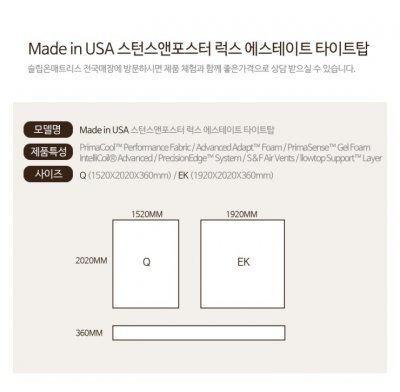 Made in USA 스턴스앤포스터 럭스 에스테이트 타이트탑
슬립온매트리스 전국매장에 방문하시면 제품 체험과 함께 좋은가격으로 상담 받으실 수 있습니다.
모델명 Made in USA 스턴스앤포스터 럭스 에스테이트 타이트탑
제품특성 PrimaCool™ Performance Fabric / Advanced Adapt™ Foam / PrimaSense™ Gel Foam
IntelliCoil® Advanced / PrecisionEdge™ System / S&F Air Vents / Ilowtop Support™ Layer
사이즈 Q (1520X2020X360mm) / EK (1920X2020X360mm)
1520MM 1920MM
2020MM Q EK
360MM